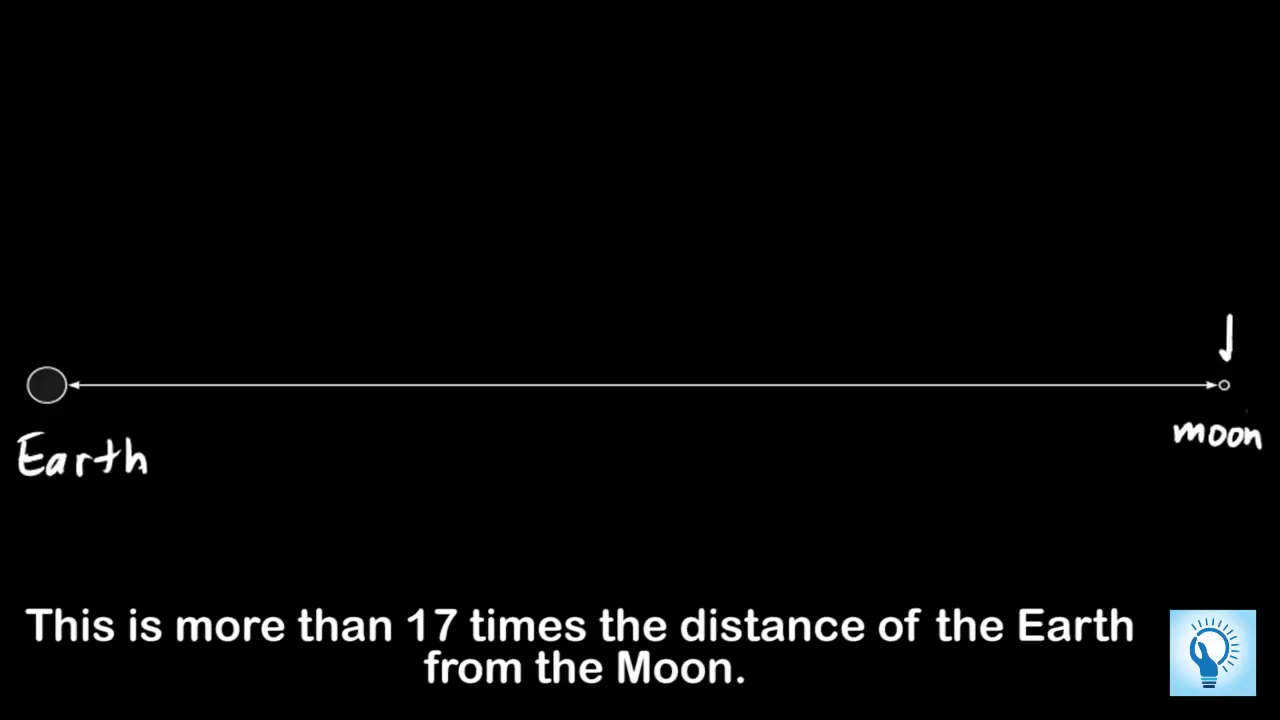 Earth
moon
This is more than 17 times the distance of the Earth
from the Moon.